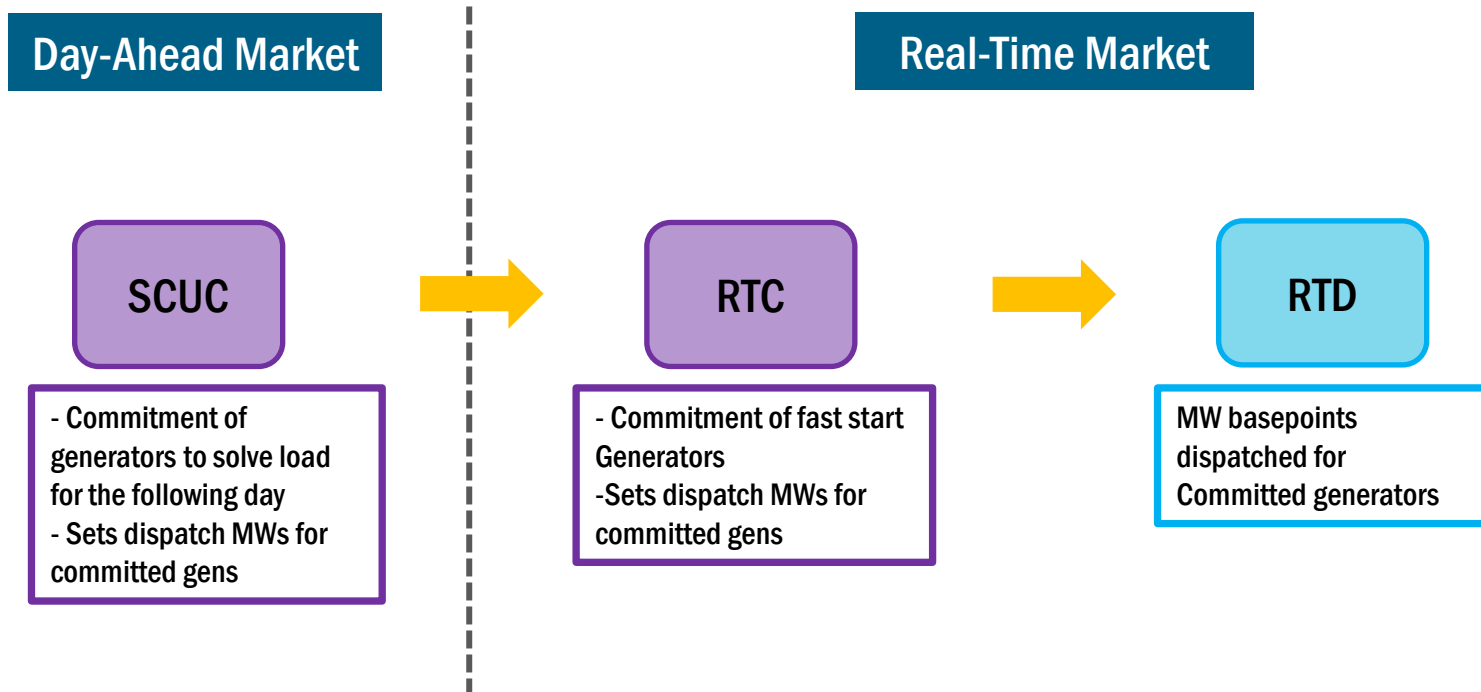 Day-Ahead Market
Real-Time Market
SCUC
RTC
RTD
- Commitment of
generators to solve load
for the following day
- Sets dispatch MWs for
committed gens
- Commitment of fast start
Generators
-Sets dispatch MWs for
committed gens
MW basepoints
dispatched for
Committed generators